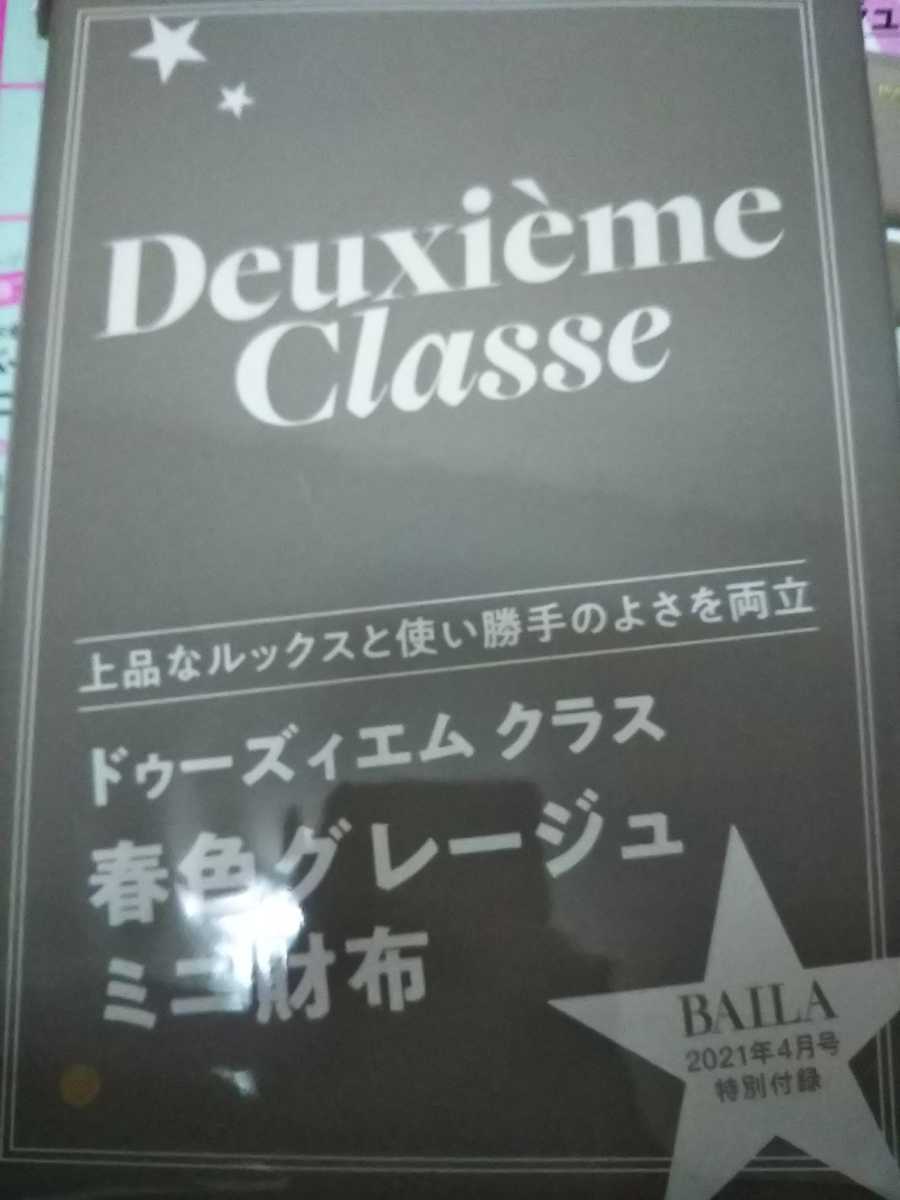 Deuxième
Classe
上品なルックスと使い勝手のよさを両立
ドゥーズィエム クラス
春色グレージュ
ミニ財布
BAILA
2021年4月号
特別付録